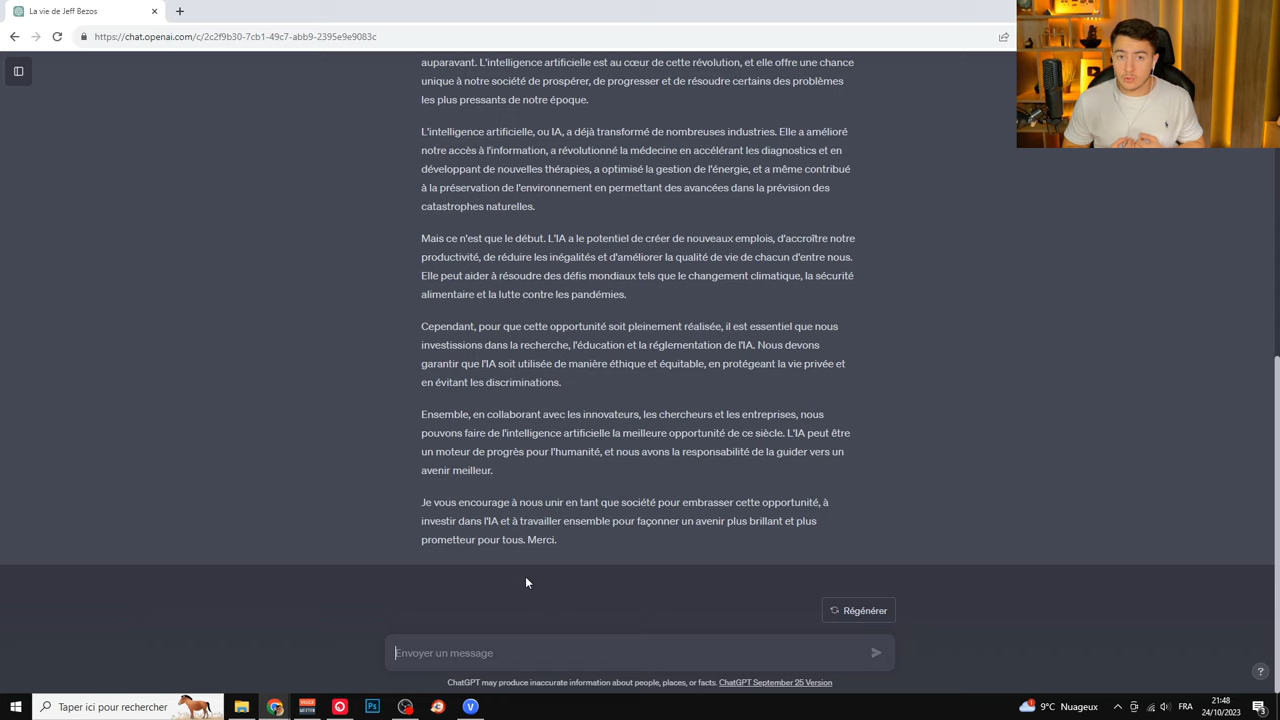 La vie de Jeff Bezos
https://chat.openai.com/c/2c2f9b30-7cb1-49c7-abb9-2395e9e9083c
auparavant. L'intelligence artificielle est au cœur de cette révolution, et elle offre une chance
unique à notre société de prospérer, de progresser et de résoudre certains des problèmes
les plus pressants de notre époque.
L'intelligence artificielle, ou IA, a déjà transformé de nombreuses industries. Elle a amélioré
notre accès à l'information, a révolutionné la médecine en accélérant les diagnostics et en
développant de nouvelles thérapies, a optimisé la gestion de l'énergie, et a même contribué
à la préservation de l'environnement en permettant des avancées dans la prévision des
catastrophes naturelles.
Mais ce n'est que le début. L'IA a le potentiel de créer de nouveaux emplois, d'accroître notre
productivité, de réduire les inégalités et d'améliorer la qualité de vie de chacun d'entre nous.
Elle peut aider à résoudre des défis mondiaux tels que le changement climatique, la sécurité
alimentaire et la lutte contre les pandémies.
Cependant, pour que cette opportunité soit pleinement réalisée, il est essentiel que nous
investissions dans la recherche, l'éducation et la réglementation de l'IA. Nous devons
garantir que l'IA soit utilisée de manière éthique et équitable, en protégeant la vie privée et
en évitant les discriminations.
Ensemble, en collaborant avec les innovateurs, les chercheurs et les entreprises, nous
pouvons faire de l'intelligence artificielle la meilleure opportunité de ce siècle. L'IA peut être
un moteur de progrès pour l'humanité, et nous avons la responsabilité de la guider vers un
avenir meilleur.
Je vous encourage à nous unir en tant que société pour embrasser cette opportunité, à
investir dans l'IA et à travailler ensemble pour façonner un avenir plus brillant et plus
prometteur pour tous. Merci.
Régénérer
Envoyer un message
ChatGPT may produce inaccurate information about people, places, or facts. ChatGPT September 25 Version
?
Taper ici pour rechercher
Ps
V
9°C Nuageux
FRA
21:48
24/10/2023
3